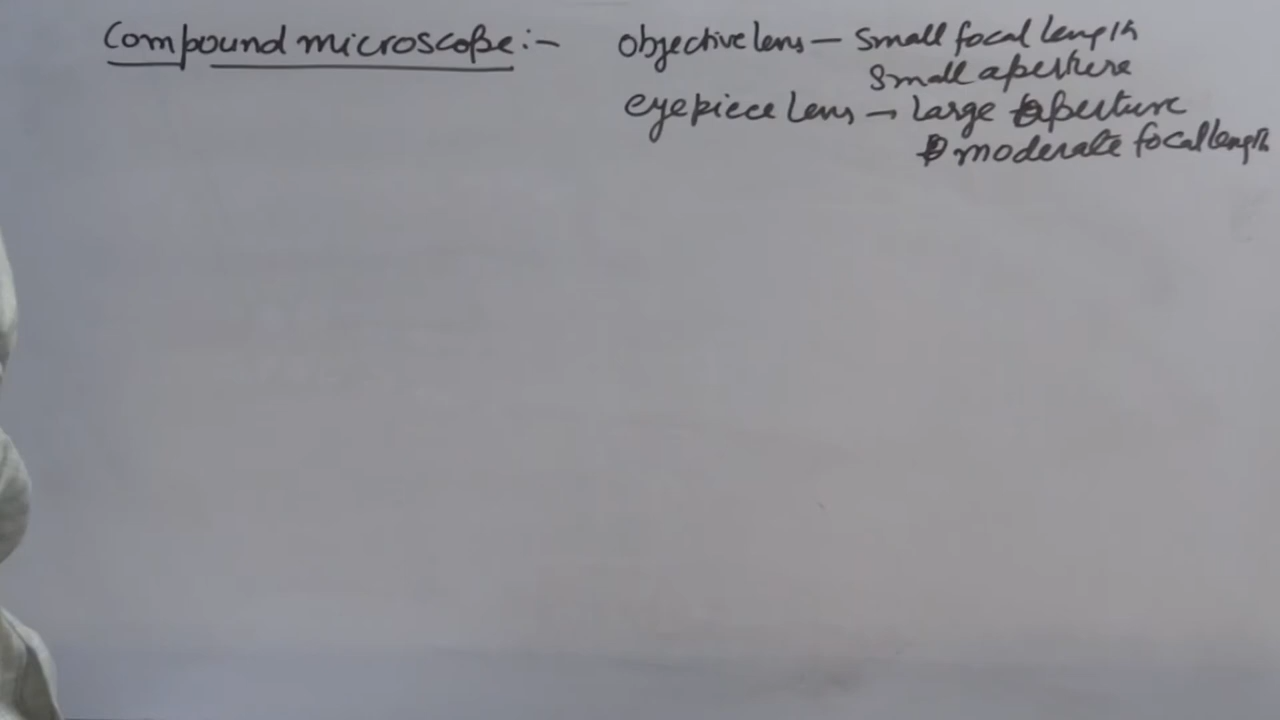 Compound microscope:-
objective lens — small focal length
small aperture
eyepiece lens → large aperture
moderate focal length